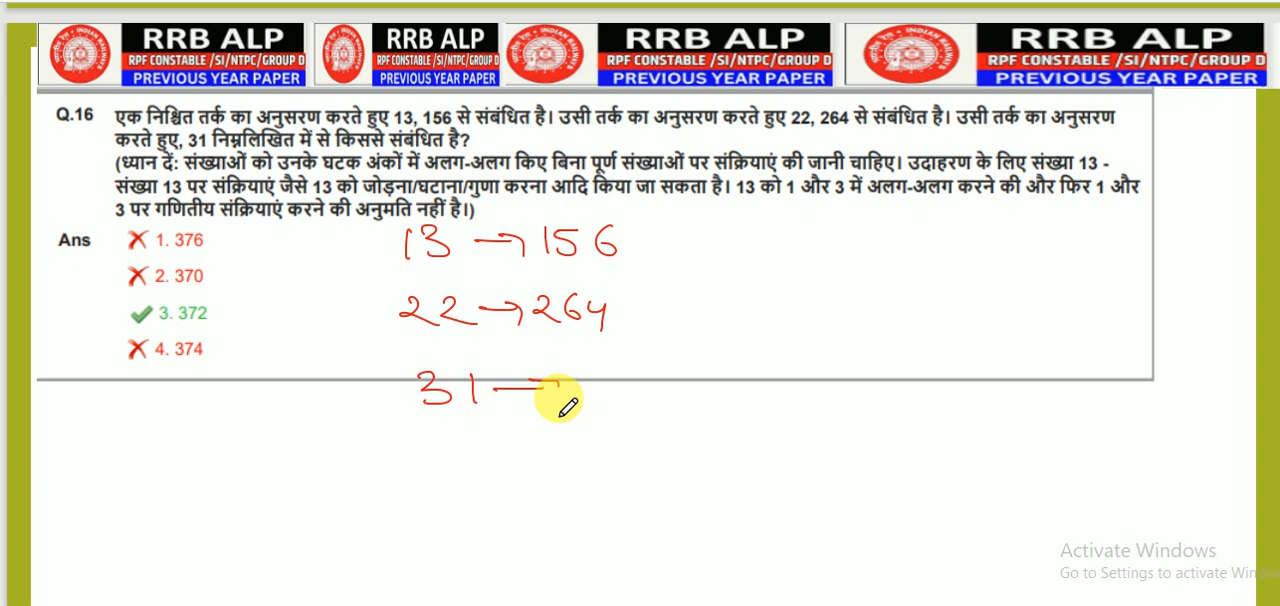 RRB ALP RRB ALP RRB ALP RRB ALP
RPF CONSTABLE /SI/NTPC/GROUP D RPF CONSTABLE /SI/NTPC/GROUP D RPF CONSTABLE /SI/NTPC/GROUP D RPF CONSTABLE /SI/NTPC/GROUP D
PREVIOUS YEAR PAPER PREVIOUS YEAR PAPER PREVIOUS YEAR PAPER PREVIOUS YEAR PAPER
Q.16 एक निश्चित तर्क का अनुसरण करते हुए 13, 156 से संबंधित है। उसी तर्क का अनुसरण करते हुए 22, 264 से संबंधित है। उसी तर्क का अनुसरण
करते हुए, 31 निम्नलिखित में से किससे संबंधित है?
(ध्यान दें: संख्याओं को उनके घटक अंकों में अलग-अलग किए बिना पूर्ण संख्याओं पर संक्रियाएं की जानी चाहिए। उदाहरण के लिए संख्या 13 -
संख्या 13 पर संक्रियाएं जैसे 13 को जोड़ना/घटाना/गुणा करना आदि किया जा सकता है। 13 को 1 और 3 में अलग-अलग करने की और फिर 1 और
3 पर गणितीय संक्रियाएं करने की अनुमति नहीं है।)
Ans 1. 376
2. 370
3. 372
4. 374
13 → 156
22 → 264
31 →
Activate Windows
Go to Settings to activate Windows